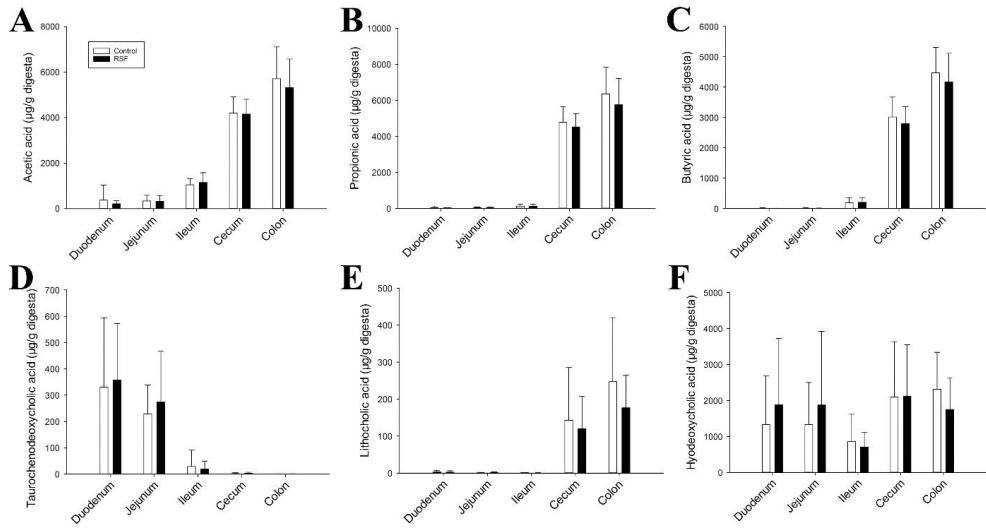 A
Acetic acid (µg/g digesta)
8000
6000
4000
2000
0
Control
RSF
Duodenum
Jejunum
Ileum
Cecum
Colon
B
Propionic acid (µg/g digesta)
10000
8000
6000
4000
2000
0
Duodenum
Jejunum
Ileum
Cecum
Colon
C
Butyric acid (µg/g digesta)
6000
5000
4000
3000
2000
1000
0
Duodenum
Jejunum
Ileum
Cecum
Colon
D
Taurochenodeoxycholic acid (µg/g digesta)
700
600
500
400
300
200
100
0
Duodenum
Jejunum
Ileum
Cecum
Colon
E
Lithocholic acid (µg/g digesta)
500
400
300
200
100
0
Duodenum
Jejunum
Ileum
Cecum
Colon
F
Hyodeoxycholic acid (µg/g digesta)
5000
4000
3000
2000
1000
0
Duodenum
Jejunum
Ileum
Cecum
Colon